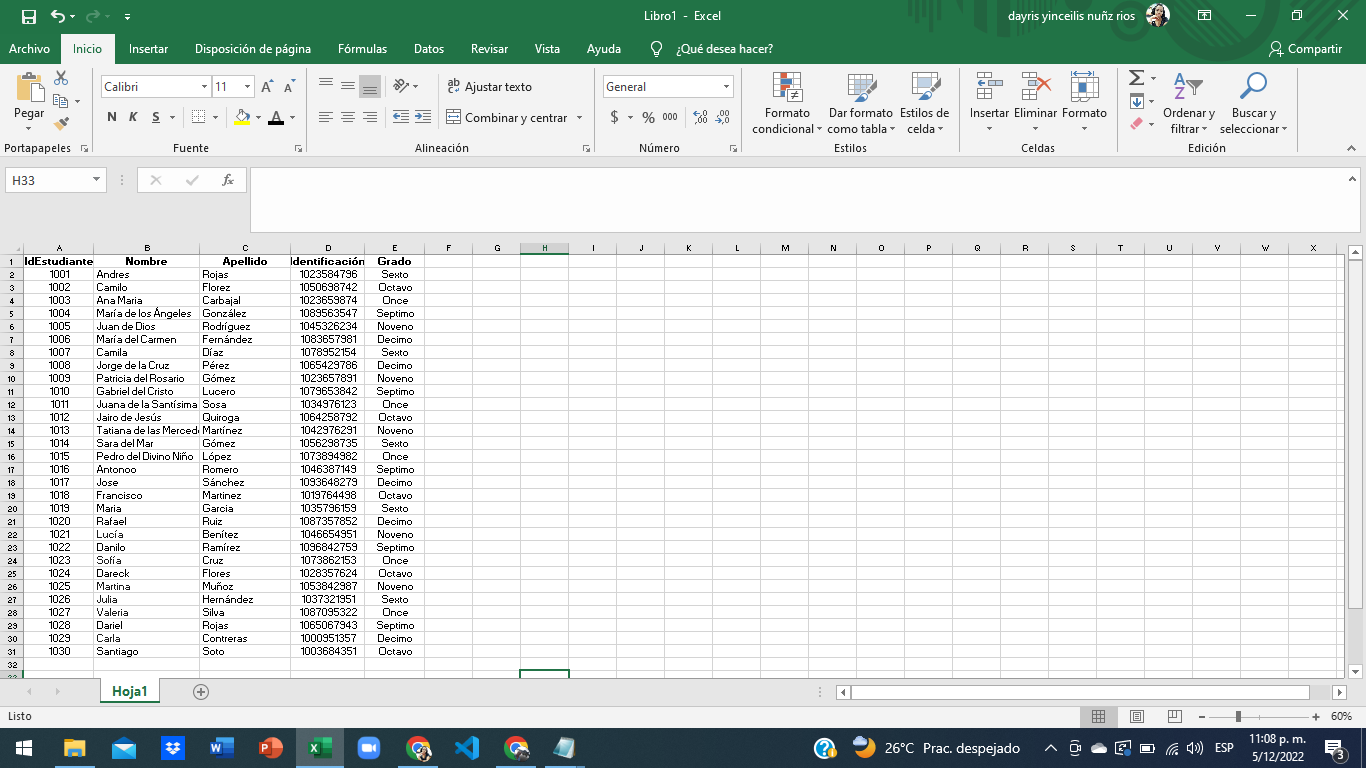 Libro1 - Excel
dayris yinceilis nuñz rios
Archivo Inicio Insertar Disposición de página Fórmulas Datos Revisar Vista Ayuda ¿Qué desea hacer? Compartir
Pegar
Calibri 11
N K S A
ab Ajustar texto
Combinar y centrar
General
$ % 000
Formato condicional
Dar formato como tabla
Estilos de celda
Insertar Eliminar Formato
Ordenar y filtrar
Buscar y seleccionar
Portapapeles Fuente Alineación Número Estilos Celdas Edición
H33 fx
A B C D E F G H I J K L M N O P Q R S T U V W X
1 IdEstudiante Nombre Apellido Identificación Grado
2 1001 Andres Rojas 1023584796 Sexto
3 1002 Camilo Florez 1050698742 Octavo
4 1003 Ana Maria Carbajal 1023659874 Once
5 1004 María de los Ángeles González 1089563547 Septimo
6 1005 Juan de Dios Rodríguez 1045326234 Noveno
7 1006 María del Carmen Fernández 1083657981 Decimo
8 1007 Camila Díaz 1078952154 Sexto
9 1008 Jorge de la Cruz Pérez 1065429786 Decimo
10 1009 Patricia del Rosario Gómez 1023657891 Noveno
11 1010 Gabriel del Cristo Lucero 1079653842 Septimo
12 1011 Juana de la Santísima Sosa 1034976123 Once
13 1012 Jairo de Jesús Quiroga 1064258792 Octavo
14 1013 Tatiana de las Merced Martínez 1042976291 Noveno
15 1014 Sara del Mar Gómez 1056298735 Sexto
16 1015 Pedro del Divino Niño López 1073894982 Once
17 1016 Antonoo Romero 1046387149 Septimo
18 1017 Jose Sánchez 1093648279 Decimo
19 1018 Francisco Martinez 1019764498 Octavo
20 1019 Maria Garcia 1035796159 Sexto
21 1020 Rafael Ruiz 1087357852 Decimo
22 1021 Lucía Benítez 1046654951 Noveno
23 1022 Danilo Ramírez 1096842759 Septimo
24 1023 Sofía Cruz 1073862153 Once
25 1024 Dareck Flores 1028357624 Octavo
26 1025 Martina Muñoz 1053842987 Noveno
27 1026 Julia Hernández 1037321951 Sexto
28 1027 Valeria Silva 1087095322 Once
29 1028 Dariel Rojas 1065067943 Septimo
30 1029 Carla Contreras 1000951357 Decimo
31 1030 Santiago Soto 1003684351 Octavo
32
Hoja1
Listo 60%
26°C Prac. despejado ESP 11:08 p. m.
5/12/2022 3